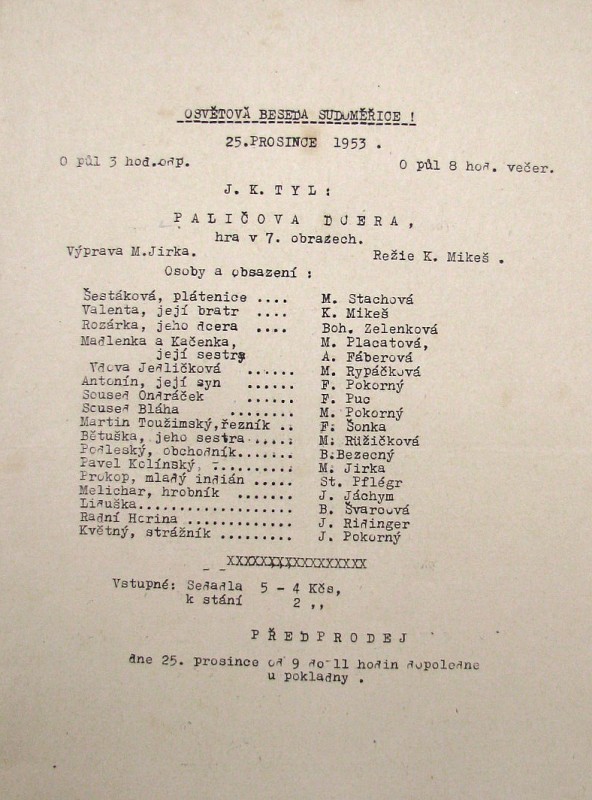 OSVĚTOVÁ BESEDA SUDOMĚŘICE !
25.PROSINCE 1953 .
O půl 3 hod.odp. O půl 8 hod. večer.
J. K. TYL :
PALIČOVA DCERA ,
hra v 7. obrazech.
Výprava M.Jirka. Režie K. Mikeš .
Osoby a obsazení :
Šestáková, plátenice .... M. Stachová
Valenta, její bratr .... K. Mikeš
Rozárka, jeho dcera .... Boh. Zelenková
Madlenka a Kačenka, M. Placatová,
její sestry A. Fáberová
Vdova Jedličková ...... M. Rypáčková
Antonín, její syn ...... F. Pokorný
Soused Ondráček ...... F. Puc
Soused Bláha ........ M. Pokorný
Martin Toužimský,řezník .. F. Šonka
Bětuška, jeho sestra ..... M. Růžičková
Podleský, obchodník...... B.Bezecný
Pavel Kolínský, .......... M. Jirka
Prokop, mladý indián ..... St. Pflégr
Melichar, hrobník ....... J. Jáchym
Liduška.................. B. Švarcová
Radní Horina ............ J. Ridinger
Květný, strážník ......... J. Pokorný
_ _XXXXXXXXXXXXXXXXXX
Vstupné: Sedadla 5 - 4 Kčs,
k stání 2 ,,
PŘEDPRODEJ
dne 25. prosince od 9 do 11 hodin dopoledne
u pokladny .